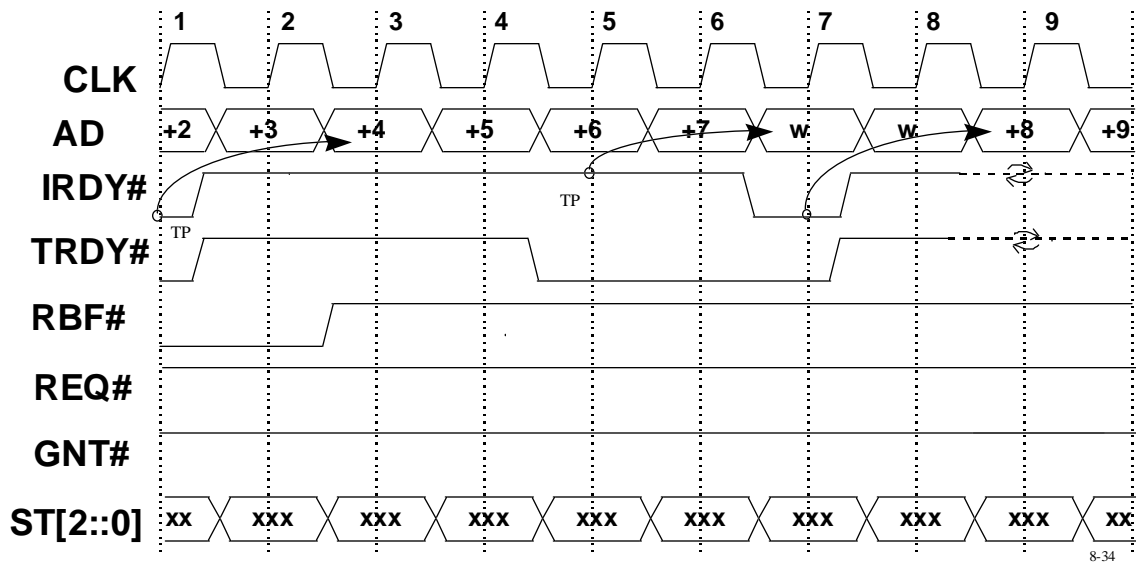 1 2 3 4 5 6 7 8 9
CLK
AD +2 +3 +4 +5 +6 +7 w w +8 +9
IRDY#
TP TP
TRDY#
RBF#
REQ#
GNT#
ST[2::0] xx xxx xxx xxx xxx xxx xxx xxx xxx xx
8-34